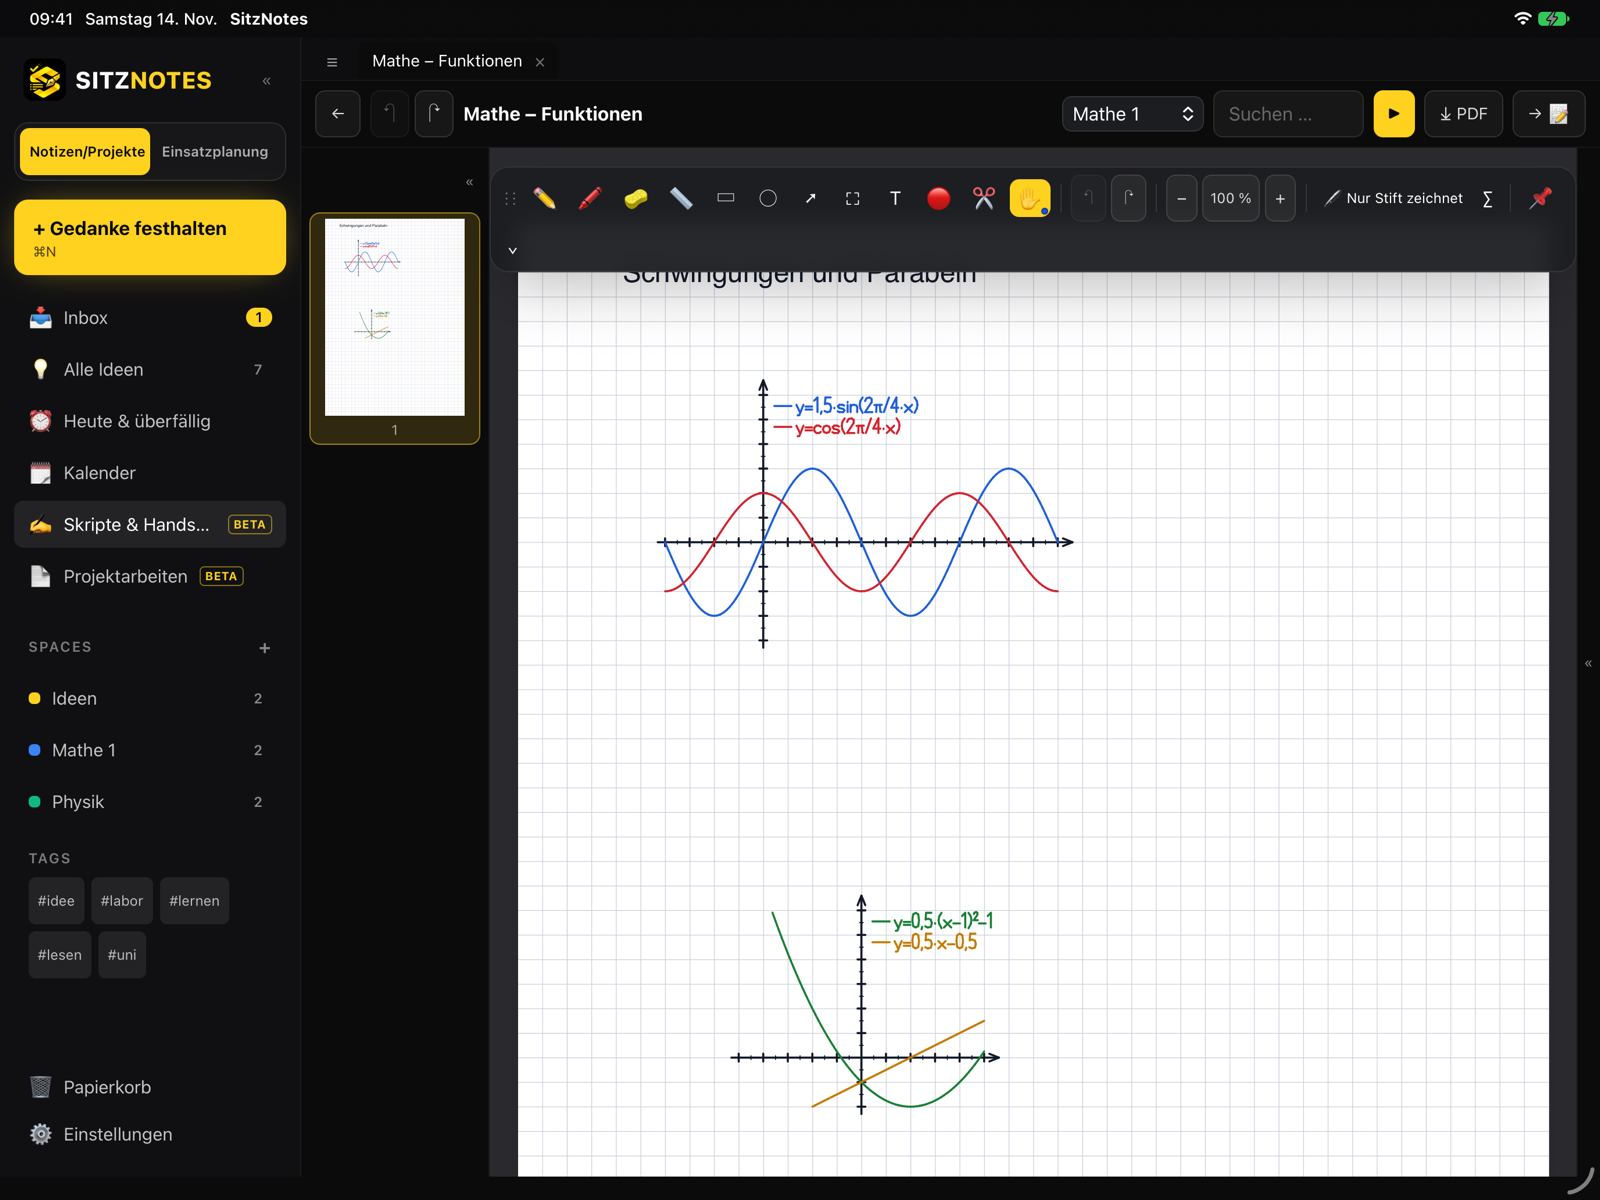 09:41 Samstag 14. Nov. SitzNotes
SITZNOTES
«
Notizen/Projekte Einsatzplanung
+ Gedanke festhalten
⌘N
Inbox 1
Alle Ideen 7
Heute & überfällig
Kalender
Skripte & Hands... BETA
Projektarbeiten BETA
SPACES +
Ideen 2
Mathe 1 2
Physik 2
TAGS
#idee #labor #lernen
#lesen #uni
Papierkorb
Einstellungen
Mathe – Funktionen ×
Mathe – Funktionen Mathe 1 Suchen ... PDF
«
T − 100 % + Nur Stift zeichnet Σ
Schwingungen und Parabeln
1
y=1,5·sin(2π/4·x)
y=cos(2π/4·x)
«
y=0,5·(x−1)²−1
y=0,5·x−0,5